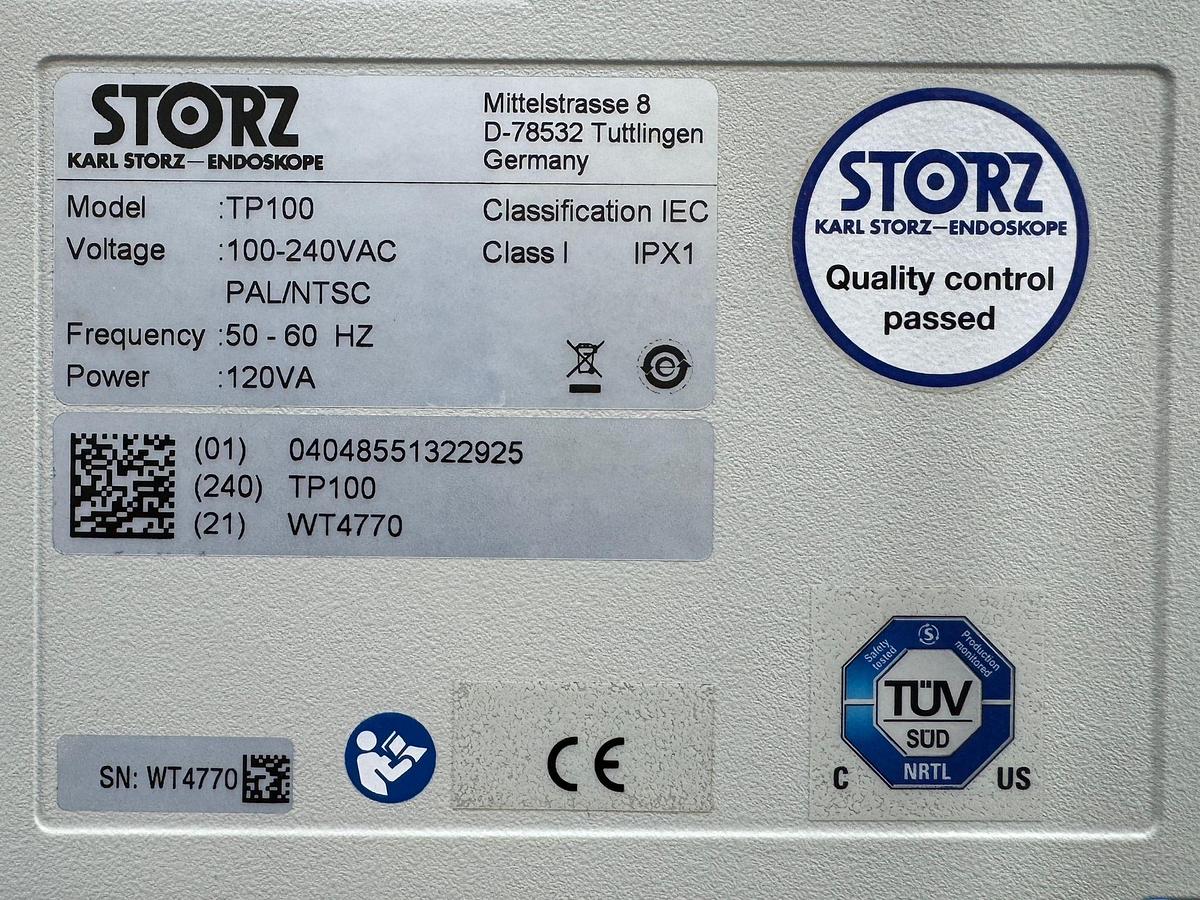 STORZ
KARL STORZ—ENDOSKOPE
Mittelstrasse 8
D-78532 Tuttlingen
Germany
Model :TP100
Voltage :100-240VAC
PAL/NTSC
Frequency :50 - 60 HZ
Power :120VA
Classification IEC
Class I IPX1
e
STORZ
KARL STORZ—ENDOSKOPE
Quality control
passed
(01) 04048551322925
(240) TP100
(21) WT4770
SN: WT4770
CE
Safety
tested
S
Production
monitored
TÜV
SÜD
NRTL
C US